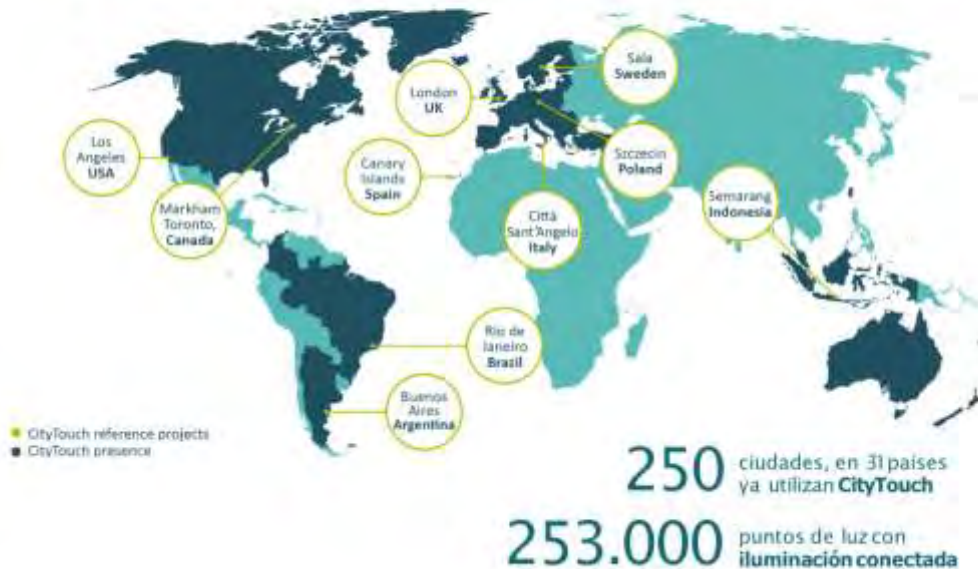 Sala
Sweden
London
UK
Los
Angeles
USA
Canary
Islands
Spain
Szczecin
Poland
Markham
Toronto,
Canada
Città
Sant'Angelo
Italy
Semarang
Indonesia
Rio de
Janeiro
Brazil
Buenos
Aires
Argentina
CityTouch reference projects
CityTouch presence
250 ciudades, en 31 países
ya utilizan CityTouch
253.000 puntos de luz con
iluminación conectada